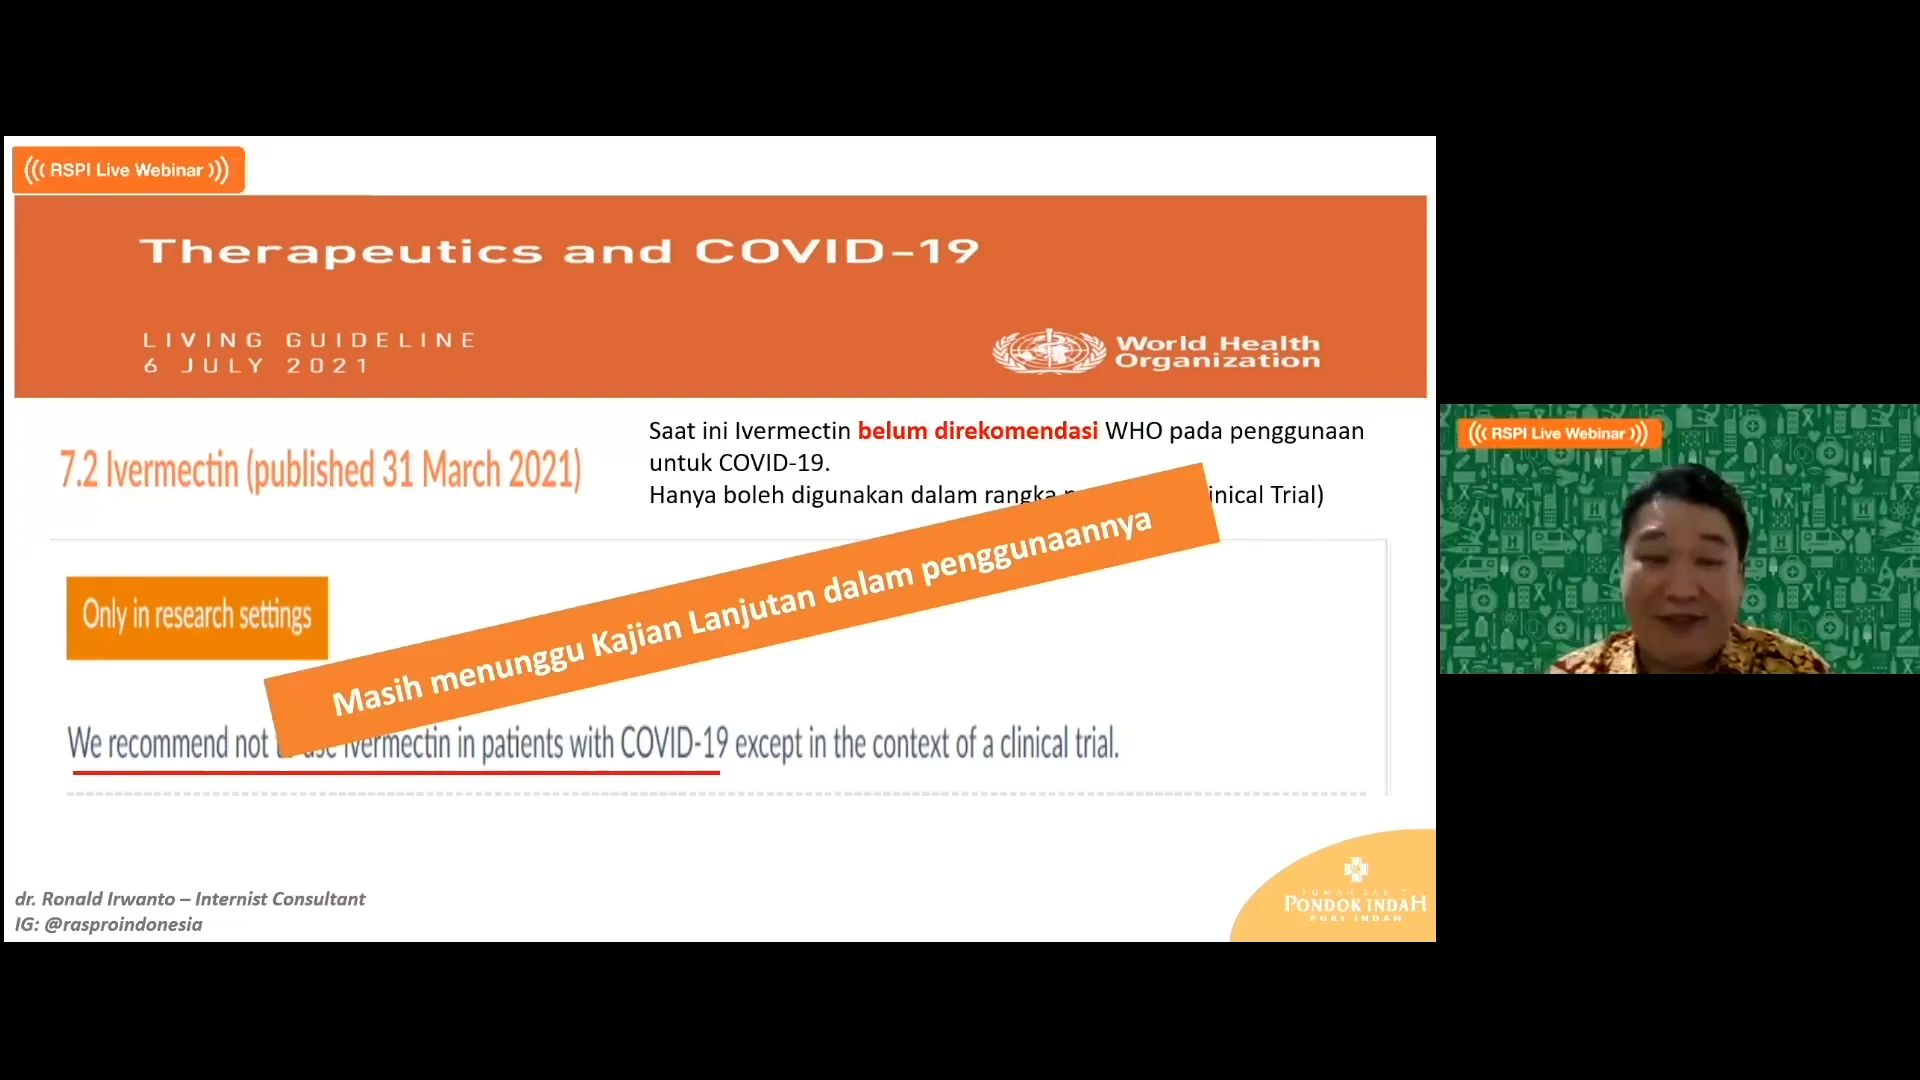 ((( RSPI Live Webinar )))
Therapeutics and COVID-19
LIVING GUIDELINE
6 JULY 2021
World Health
Organization
7.2 Ivermectin (published 31 March 2021)
Saat ini Ivermectin belum direkomendasi WHO pada penggunaan
untuk COVID-19.
Hanya boleh digunakan dalam rangka Trial)
Masih menunggu Kajian Lanjutan dalam penggunaannya
Only in research settings
We recommend not ivermectin in patients with COVID-19 except in the context of a clinical trial.
dr. Ronald Irwanto – Internist Consultant
IG: @rasproindonesia
PONDOK INDAH
PURI INDAH
((( RSPI Live Webinar )))